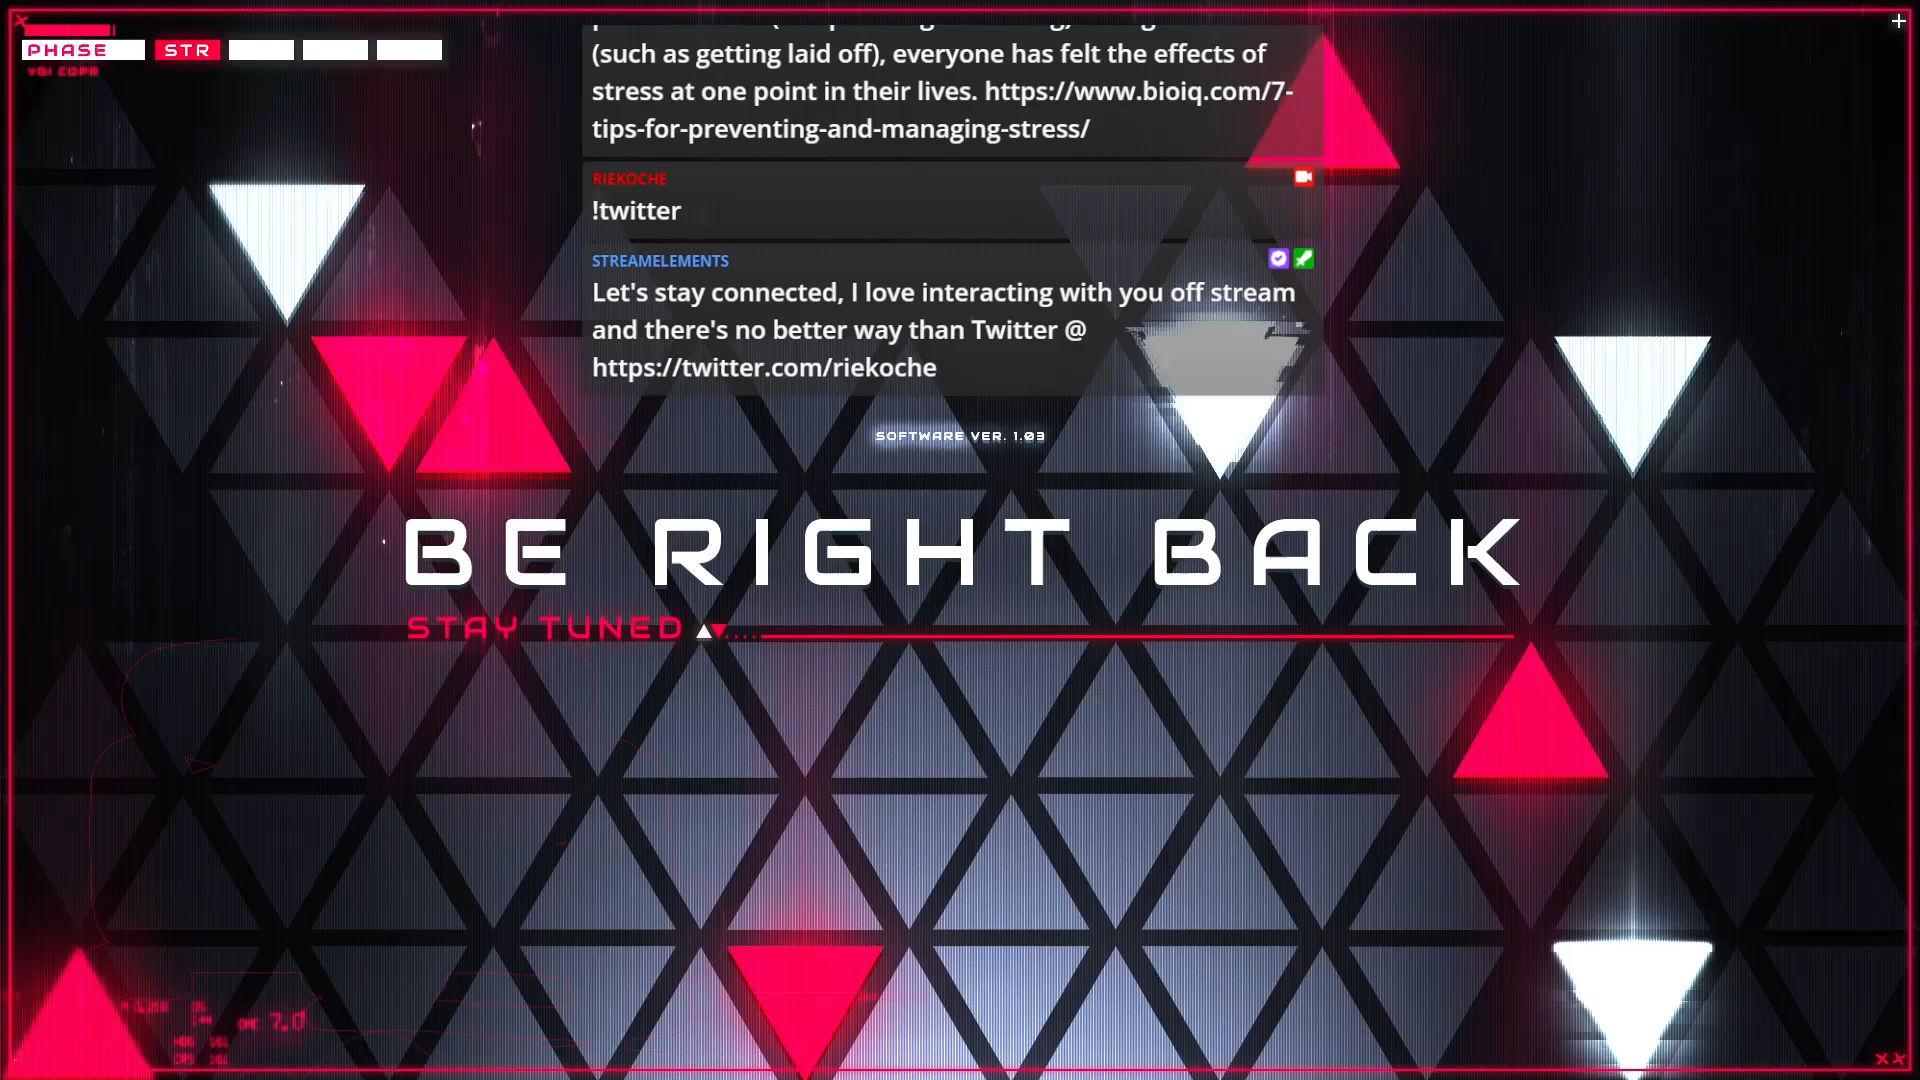 PHASE STR
(such as getting laid off), everyone has felt the effects of
stress at one point in their lives. https://www.bioiq.com/7-
tips-for-preventing-and-managing-stress/
RIEKOCHE
!twitter
STREAMELEMENTS
Let's stay connected, I love interacting with you off stream
and there's no better way than Twitter @
https://twitter.com/riekoche
SOFTWARE VER. 1.03
BE RIGHT BACK
STAY TUNED
7.0